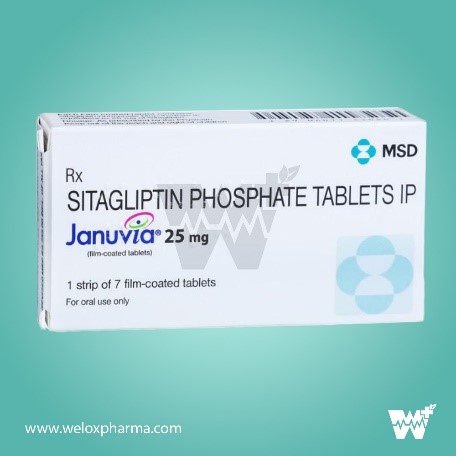 MSD
Rx
SITAGLIPTIN PHOSPHATE TABLETS IP
Januvia® 25 mg
(film-coated tablets)
1 strip of 7 film-coated tablets
For oral use only
www.weloxpharma.com